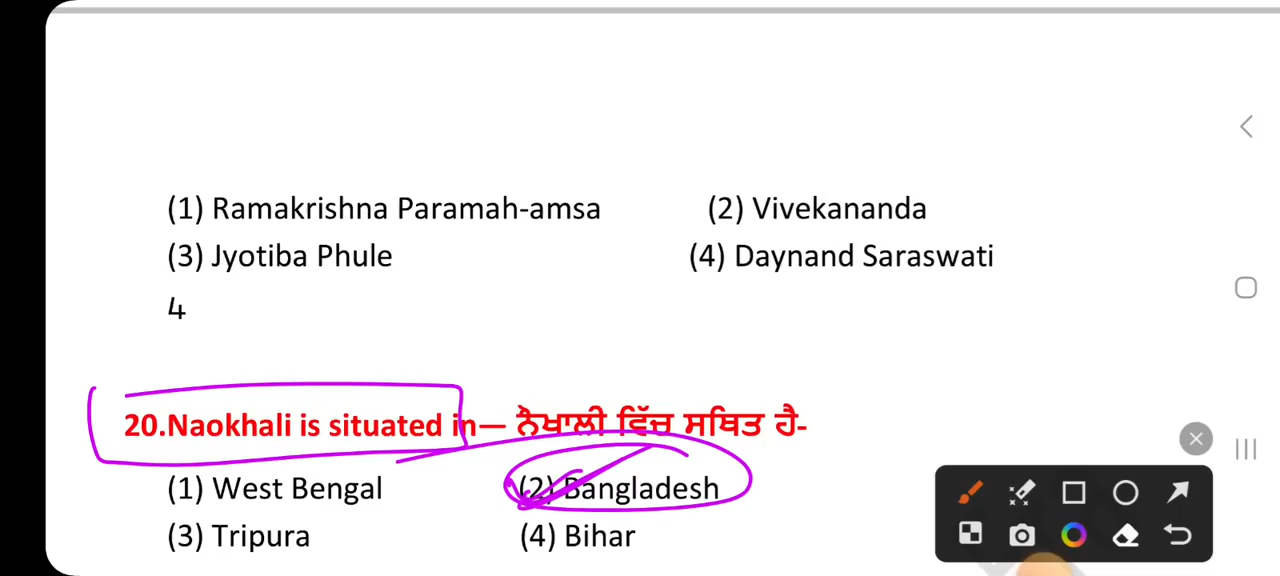 (1) Ramakrishna Paramah-amsa (2) Vivekananda
(3) Jyotiba Phule (4) Daynand Saraswati
4
20.Naokhali is situated in— ਨੋਖਾਲੀ ਵਿੱਚ ਸਥਿਤ ਹੈ-
(1) West Bengal (2) Bangladesh
(3) Tripura (4) Bihar